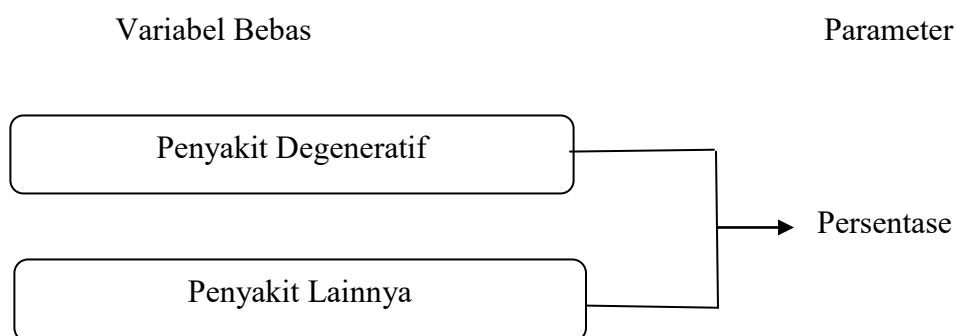 Variabel Bebas Parameter
Penyakit Degeneratif
Persentase
Penyakit Lainnya